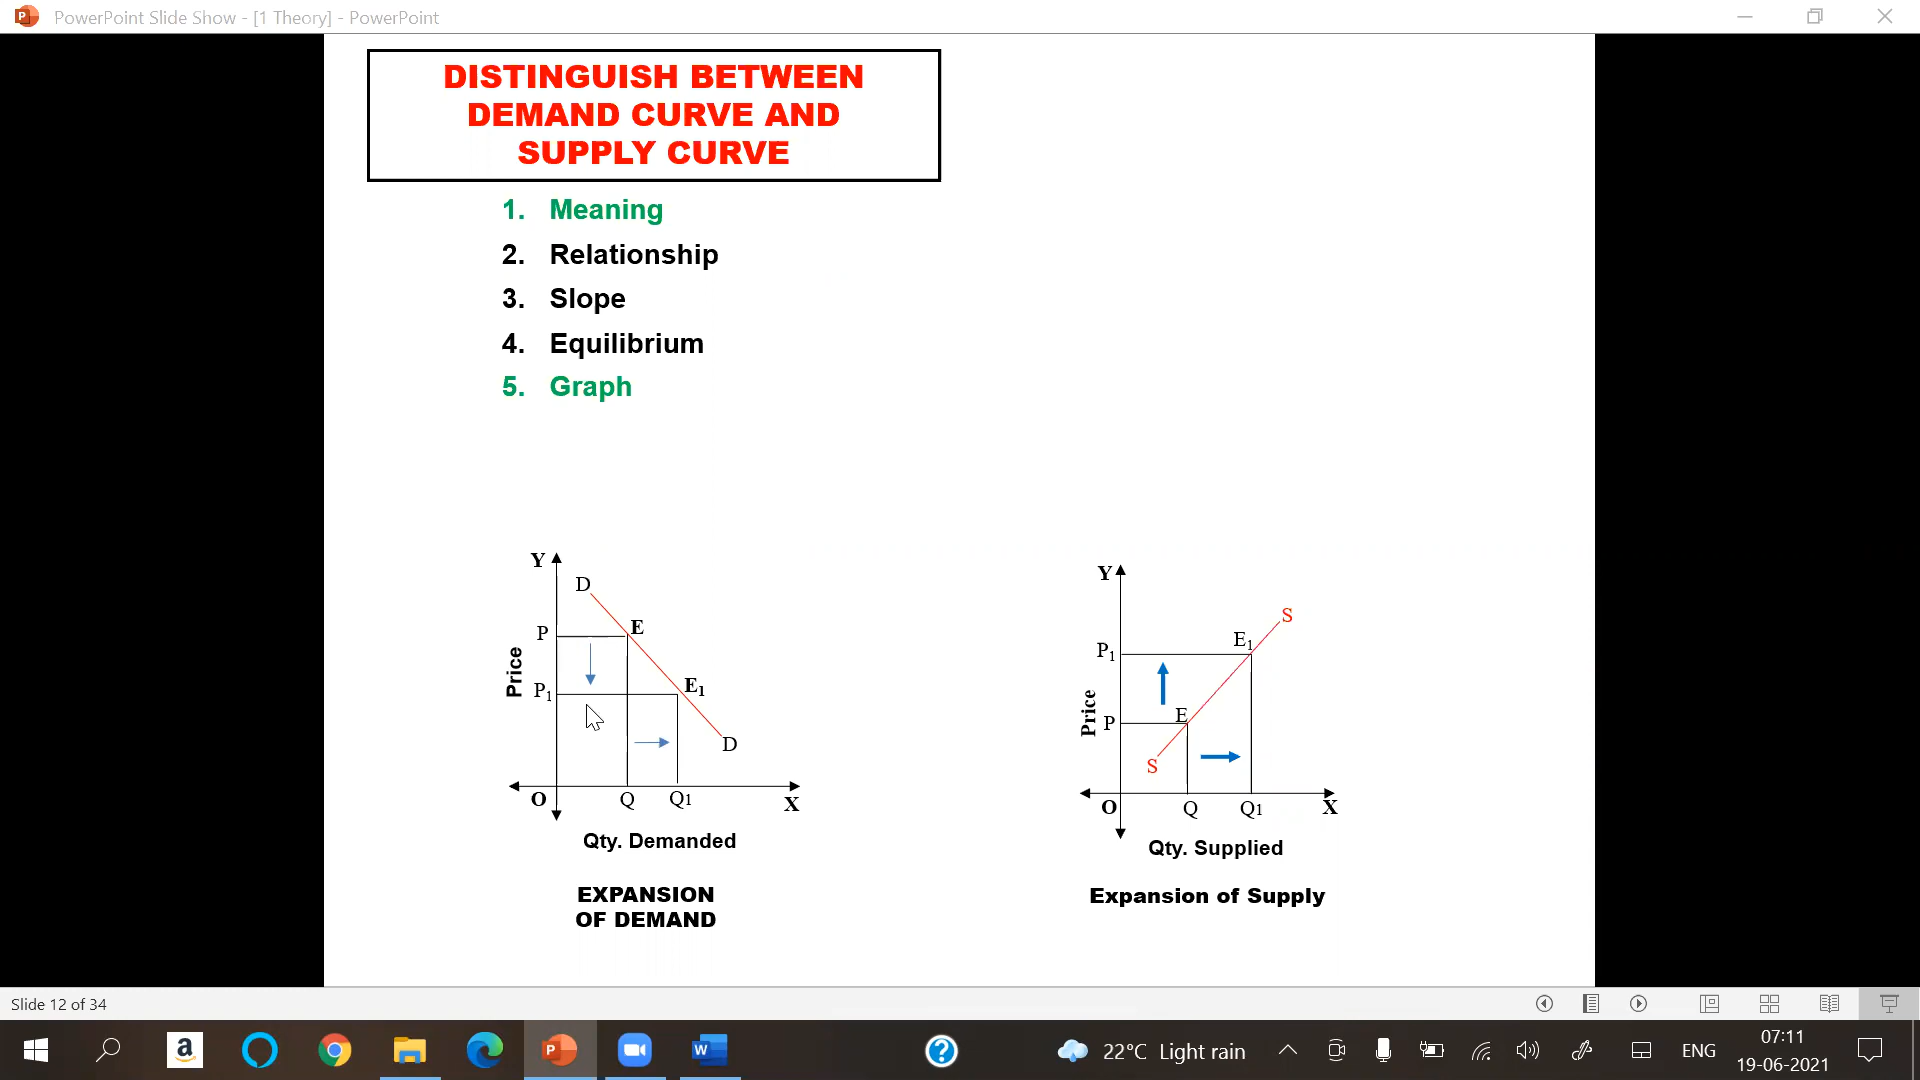 PowerPoint Slide Show - [1 Theory] - PowerPoint
DISTINGUISH BETWEEN
DEMAND CURVE AND
SUPPLY CURVE
1. Meaning
2. Relationship
3. Slope
4. Equilibrium
5. Graph
Y
D
P
E
Price
P1
E1
D
O
Q
Q1
X
Qty. Demanded
EXPANSION
OF DEMAND
Y
S
E1
P1
Price
P
E
S
O
Q
Q1
X
Qty. Supplied
Expansion of Supply
Slide 12 of 34
22°C Light rain
ENG
07:11
19-06-2021